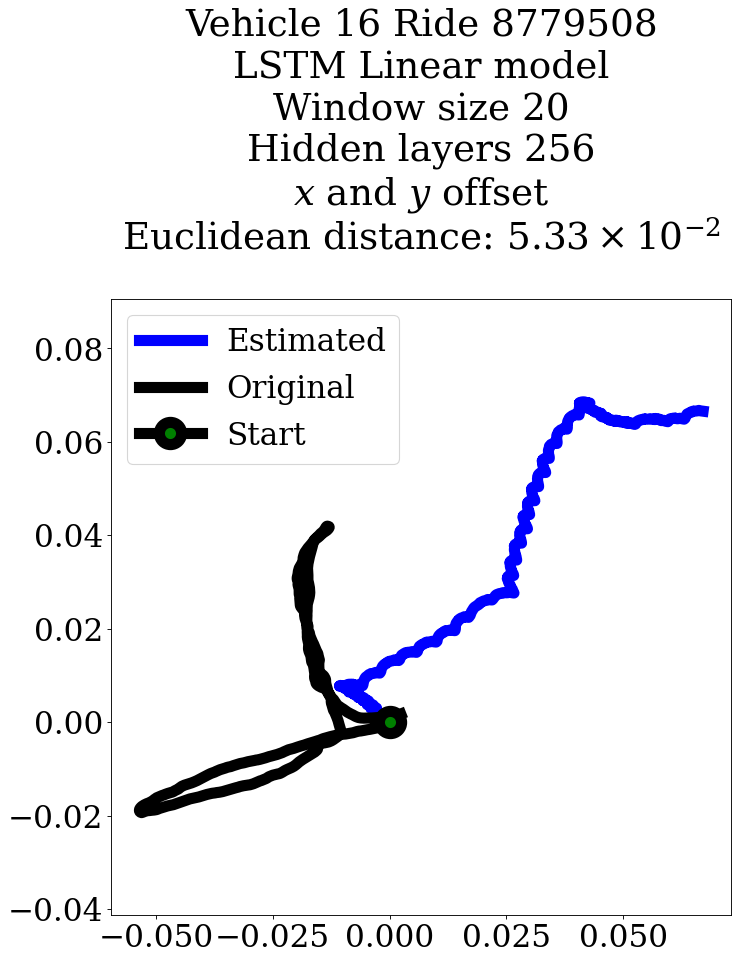 Vehicle 16 Ride 8779508
LSTM Linear model
Window size 20
Hidden layers 256
x and y offset
Euclidean distance: 5.33 × 10⁻²
Estimated
Original
Start
0.08
0.06
0.04
0.02
0.00
−0.02
−0.04
−0.050 −0.025 0.000 0.025 0.050